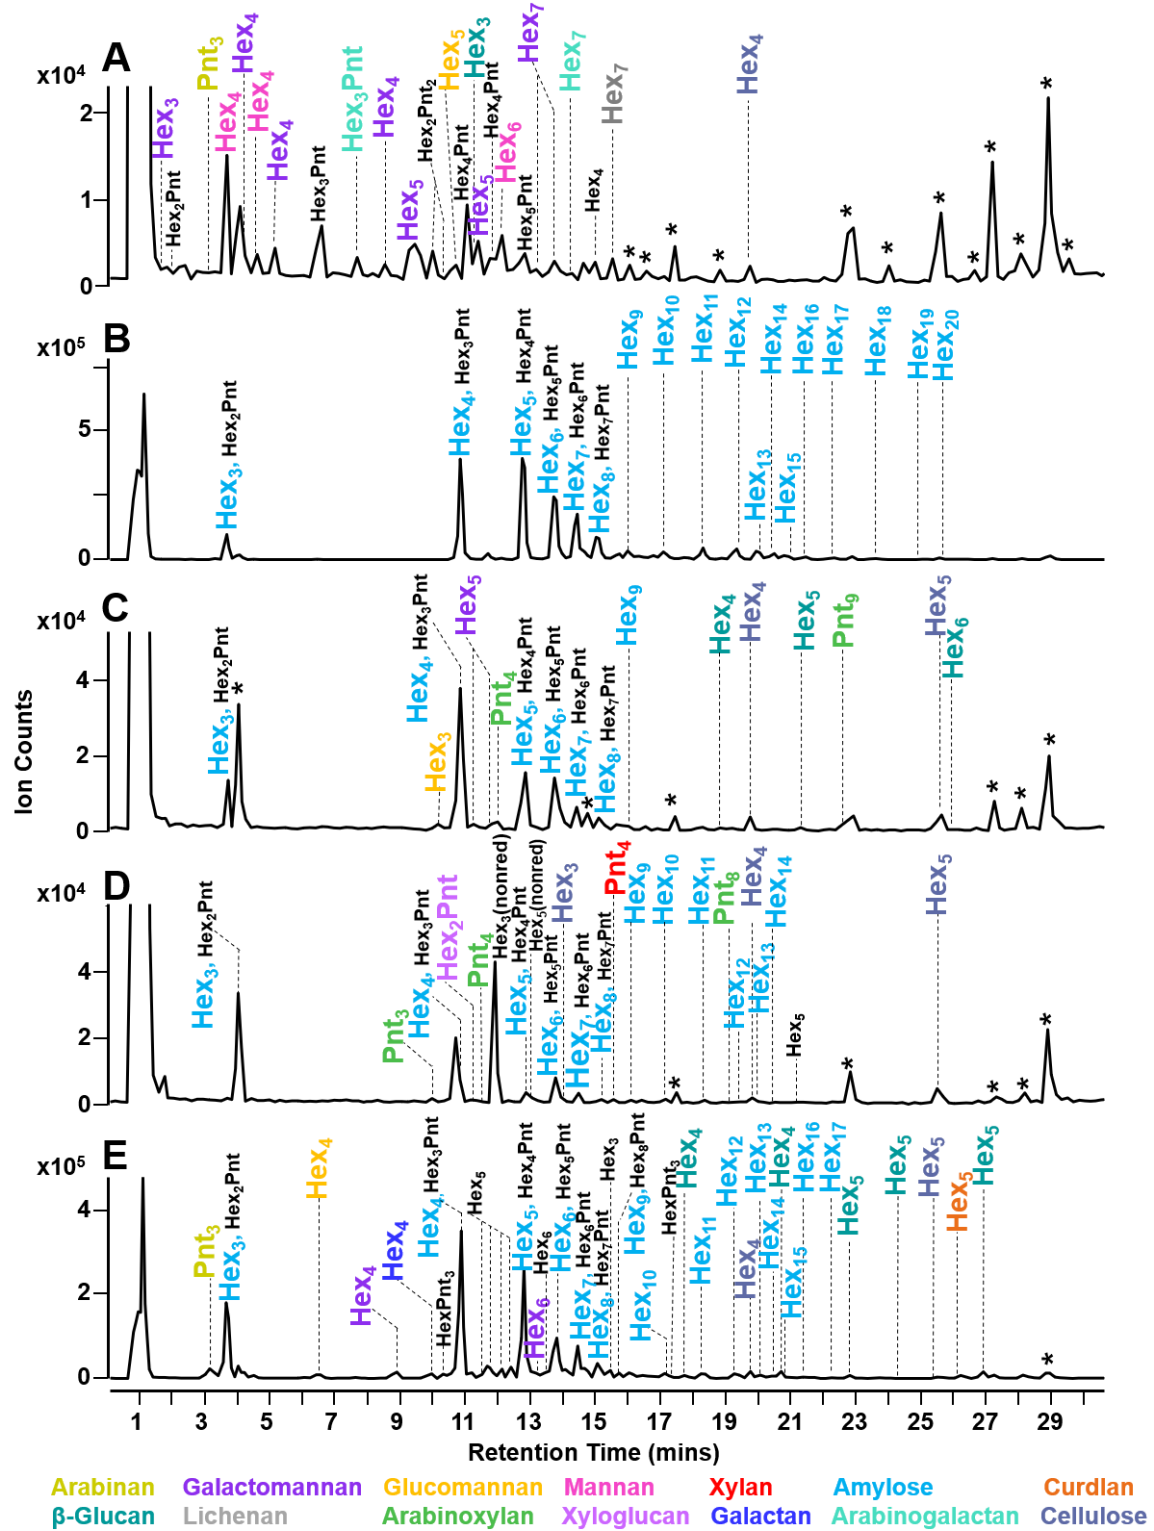 A
x10⁴
2
1
0
Hex₃
Hex₂Pnt
Pnt₃
Hex₄
Hex₄
Hex₄
Hex₄
Hex₃Pnt
Hex₃Pnt
Hex₄
Hex₅
Hex₂Pnt₂
Hex₅
Hex₄Pnt
Hex₃
Hex₅
Hex₄Pnt
Hex₆
Hex₅Pnt
Hex₇
Hex₇
Hex₄
Hex₇
*
*
*
*
Hex₄
*
*
*
*
*
*
*
*
B
x10⁵
5
0
Hex₃, Hex₂Pnt
Hex₄, Hex₃Pnt
Hex₅, Hex₄Pnt
Hex₆, Hex₅Pnt
Hex₇, Hex₆Pnt
Hex₈, Hex₇Pnt
Hex₉
Hex₁₀
Hex₁₁
Hex₁₂
Hex₁₃
Hex₁₄
Hex₁₅
Hex₁₆
Hex₁₇
Hex₁₈
Hex₁₉
Hex₂₀
C
x10⁴
4
2
0
Hex₃, Hex₂Pnt
*
Hex₄, Hex₃Pnt
Hex₃
Hex₅
Pnt₄
Hex₅, Hex₄Pnt
Hex₆, Hex₅Pnt
Hex₇, Hex₆Pnt
*
Hex₈, Hex₇Pnt
Hex₉
*
Hex₄
Hex₄
Hex₅
Pnt₉
Hex₅
Hex₆
*
*
*
Ion Counts
D
x10⁴
4
2
0
Hex₃, Hex₂Pnt
Pnt₃
Hex₄, Hex₃Pnt
Hex₂Pnt
Pnt₄
Hex₃(nonred)
Hex₅, Hex₄Pnt
Hex₅(nonred)
Hex₆, Hex₅Pnt
Hex₃
Hex₇, Hex₆Pnt
Hex₈, Hex₇Pnt
Pnt₄
Hex₉
Hex₁₀
*
Hex₁₁
Pnt₈
Hex₁₂
Hex₄
Hex₁₃
Hex₁₄
Hex₅
*
Hex₅
*
*
*
E
x10⁵
4
2
0
Pnt₃
Hex₃, Hex₂Pnt
Hex₄
Hex₄
Hex₄
HexPnt₃
Hex₄, Hex₃Pnt
Hex₅
Hex₅, Hex₄Pnt
Hex₆
Hex₆
Hex₆, Hex₅Pnt
Hex₇, Hex₆Pnt
Hex₈, Hex₇Pnt
Hex₃
Hex₉, Hex₈Pnt
Hex₁₀
HexPnt₃
Hex₄
Hex₁₁
Hex₁₂
Hex₄
Hex₁₃
Hex₁₄
Hex₄
Hex₁₅
Hex₁₆
Hex₁₇
Hex₅
Hex₅
Hex₅
Hex₅
Hex₅
*
1 3 5 7 9 11 13 15 17 19 21 23 25 27 29
Retention Time (mins)
Arabinan Galactomannan Glucomannan Mannan Xylan Amylose Curdlan
β-Glucan Lichenan Arabinoxylan Xyloglucan Galactan Arabinogalactan Cellulose